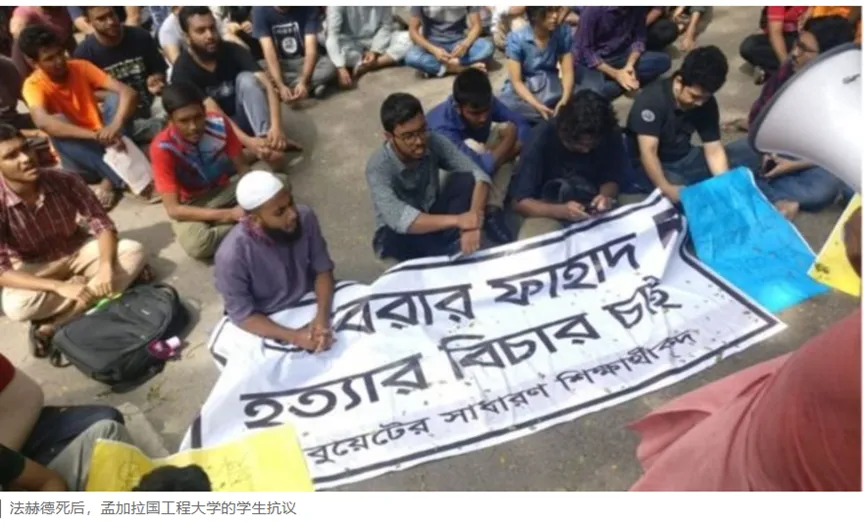 আবরার ফাহাদ
হত্যার বিচার চাই
বুয়েটের সাধারণ শিক্ষার্থীবৃন্দ
法赫德死后，孟加拉国工程大学的学生抗议